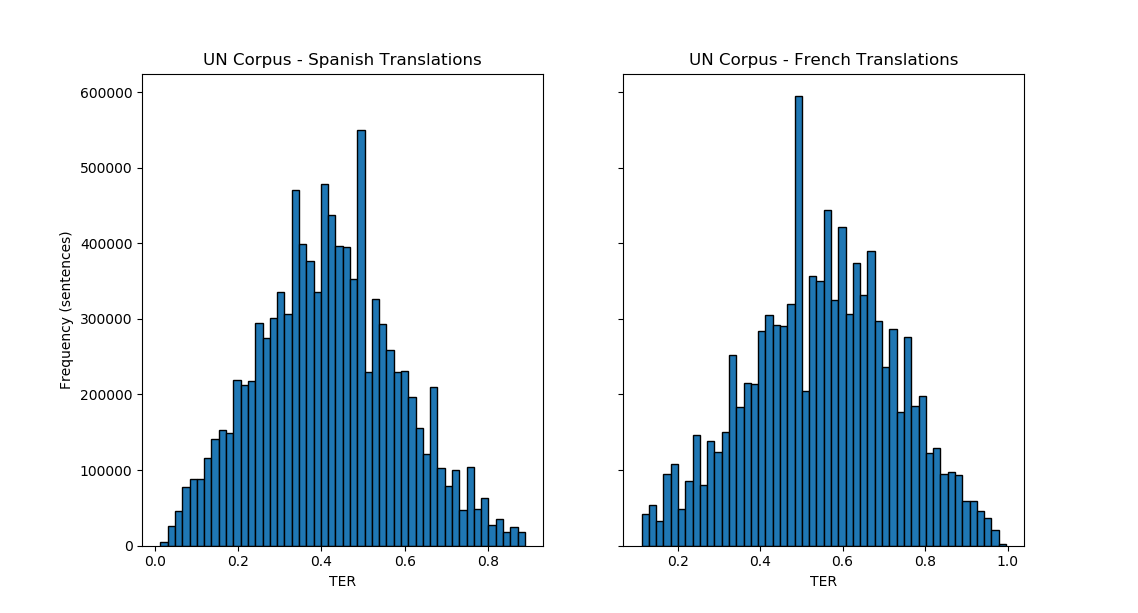 UN Corpus - Spanish Translations
UN Corpus - French Translations
Frequency (sentences)
600000
500000
400000
300000
200000
100000
0
0.0 0.2 0.4 0.6 0.8
0.2 0.4 0.6 0.8 1.0
TER
TER